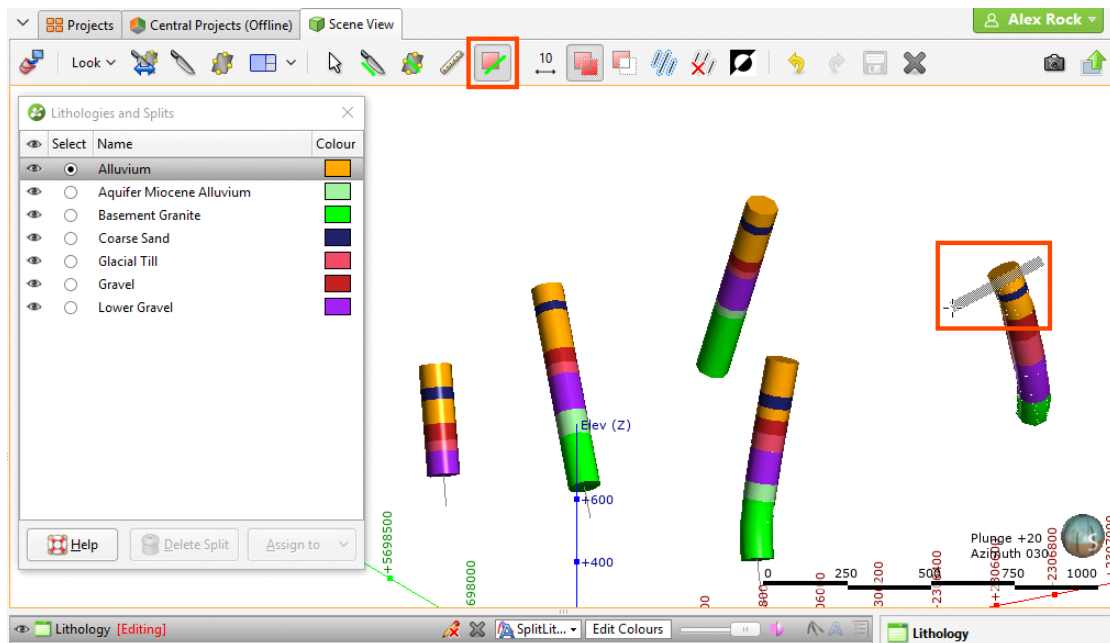 Projects
Central Projects (Offline)
Scene View
Alex Rock
Look
10
Lithologies and Splits
Select Name Colour
Alluvium
Aquifer Miocene Alluvium
Basement Granite
Coarse Sand
Glacial Till
Gravel
Lower Gravel
Help
Delete Split
Assign to
Elev (Z)
+600
+400
+5698500
698000
Plunge +20
Azimuth 030
0 250 500 750 1000
S
Lithology [Editing]
SplitLit...
Edit Colours
Lithology